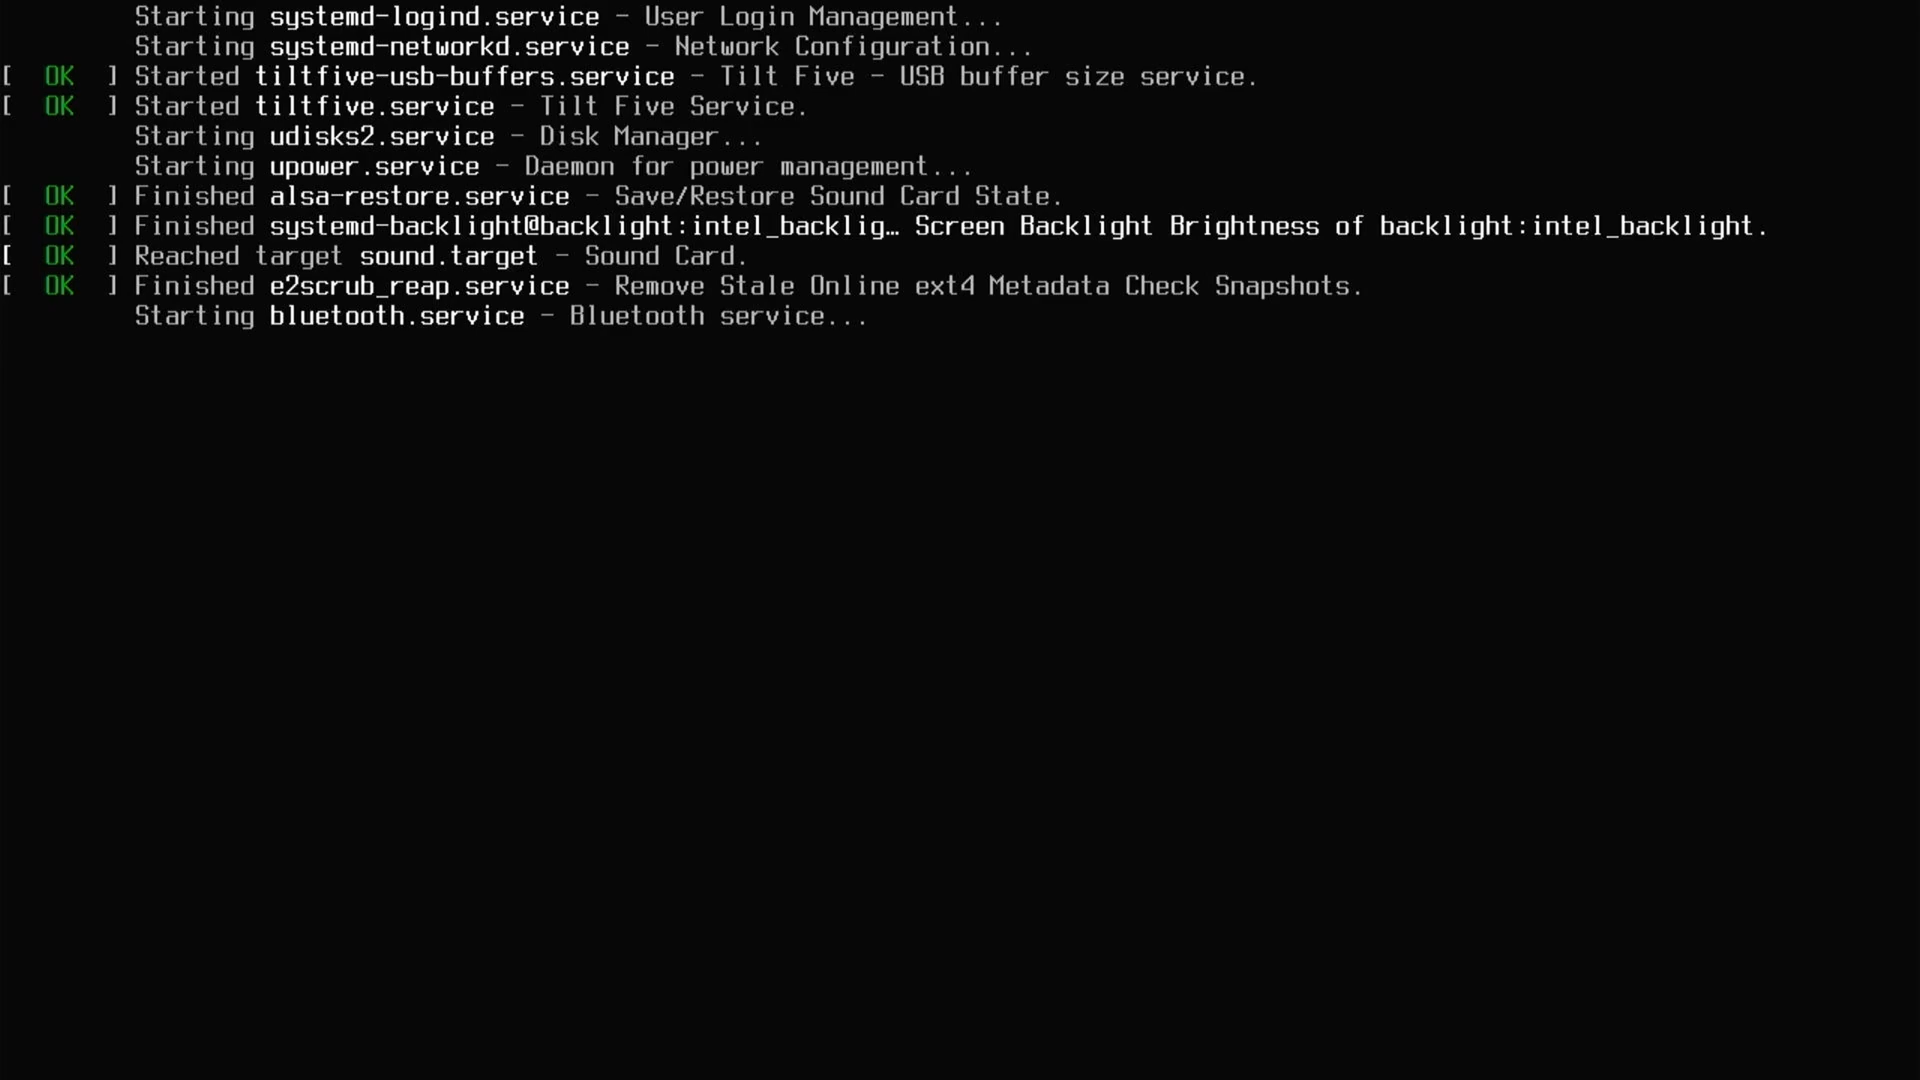 Starting systemd-logind.service - User Login Management...
Starting systemd-networkd.service - Network Configuration...
[ OK ] Started tiltfive-usb-buffers.service - Tilt Five - USB buffer size service.
[ OK ] Started tiltfive.service - Tilt Five Service.
Starting udisks2.service - Disk Manager...
Starting upower.service - Daemon for power management...
[ OK ] Finished alsa-restore.service - Save/Restore Sound Card State.
[ OK ] Finished systemd-backlight@backlight:intel_backlig… Screen Backlight Brightness of backlight:intel_backlight.
[ OK ] Reached target sound.target - Sound Card.
[ OK ] Finished e2scrub_reap.service - Remove Stale Online ext4 Metadata Check Snapshots.
Starting bluetooth.service - Bluetooth service...